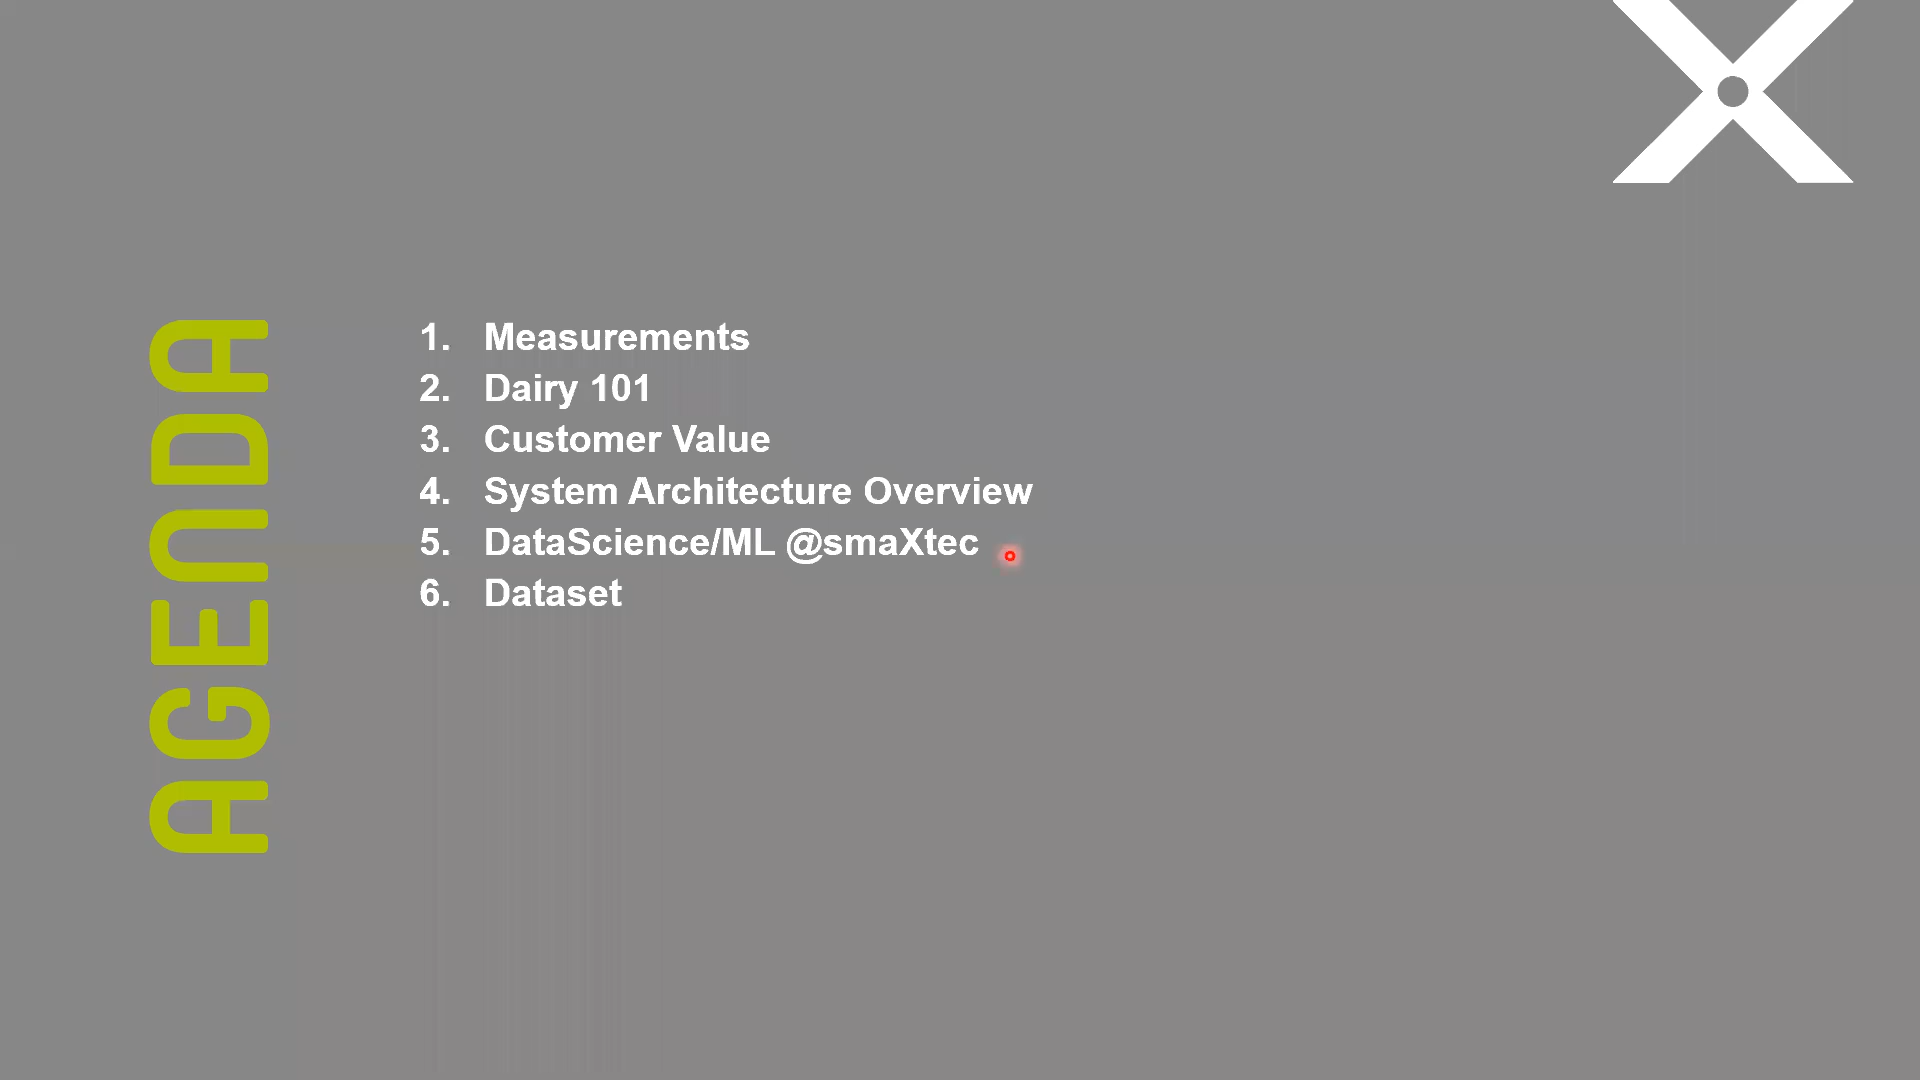 AGENDA
1. Measurements
2. Dairy 101
3. Customer Value
4. System Architecture Overview
5. DataScience/ML @smaXtec
6. Dataset